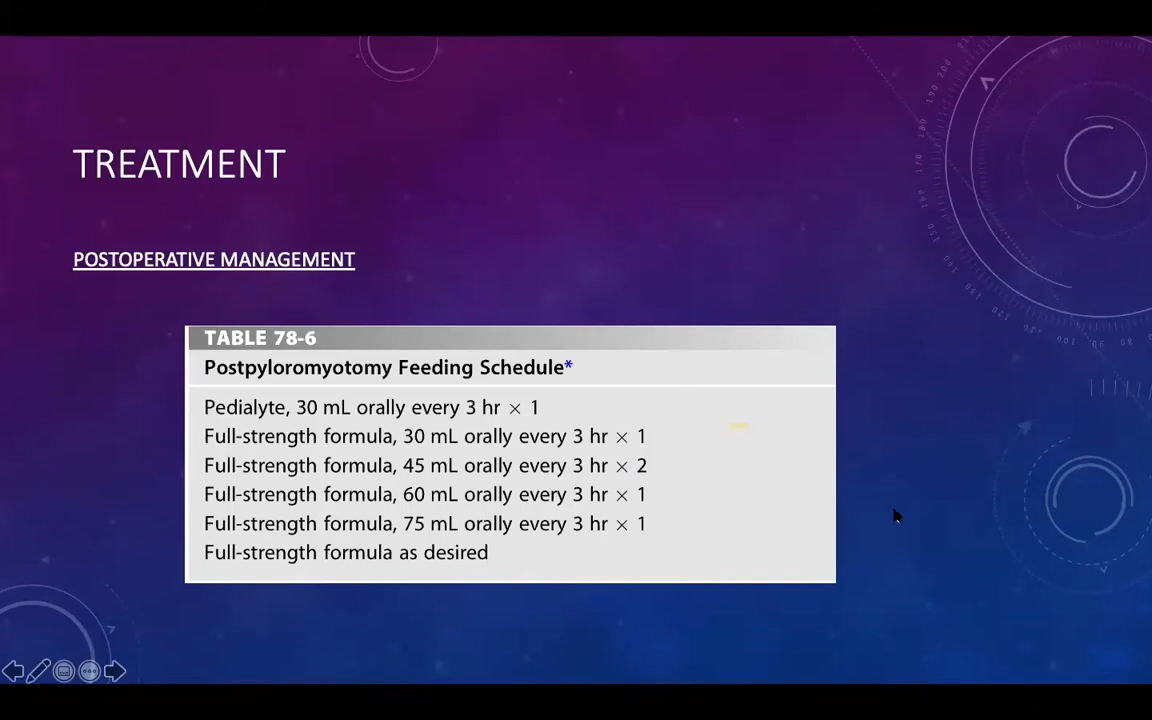 TREATMENT
POSTOPERATIVE MANAGEMENT
TABLE 78-6
Postpyloromyotomy Feeding Schedule*
Pedialyte, 30 mL orally every 3 hr × 1
Full-strength formula, 30 mL orally every 3 hr × 1
Full-strength formula, 45 mL orally every 3 hr × 2
Full-strength formula, 60 mL orally every 3 hr × 1
Full-strength formula, 75 mL orally every 3 hr × 1
Full-strength formula as desired